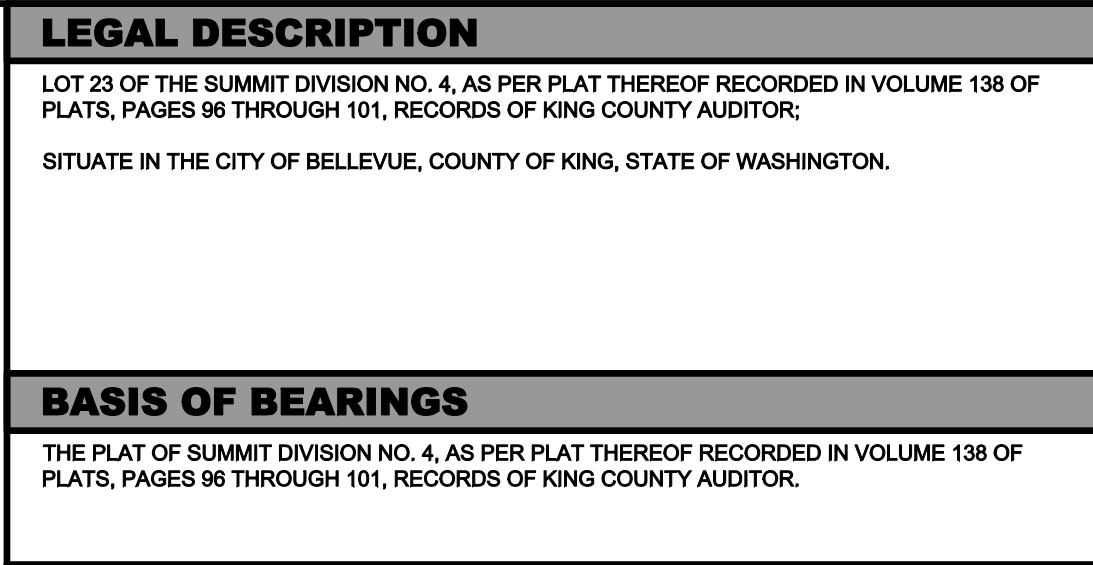 LEGAL DESCRIPTION
LOT 23 OF THE SUMMIT DIVISION NO. 4, AS PER PLAT THEREOF RECORDED IN VOLUME 138 OF
PLATS, PAGES 96 THROUGH 101, RECORDS OF KING COUNTY AUDITOR;
SITUATE IN THE CITY OF BELLEVUE, COUNTY OF KING, STATE OF WASHINGTON.
BASIS OF BEARINGS
THE PLAT OF SUMMIT DIVISION NO. 4, AS PER PLAT THEREOF RECORDED IN VOLUME 138 OF
PLATS, PAGES 96 THROUGH 101, RECORDS OF KING COUNTY AUDITOR.